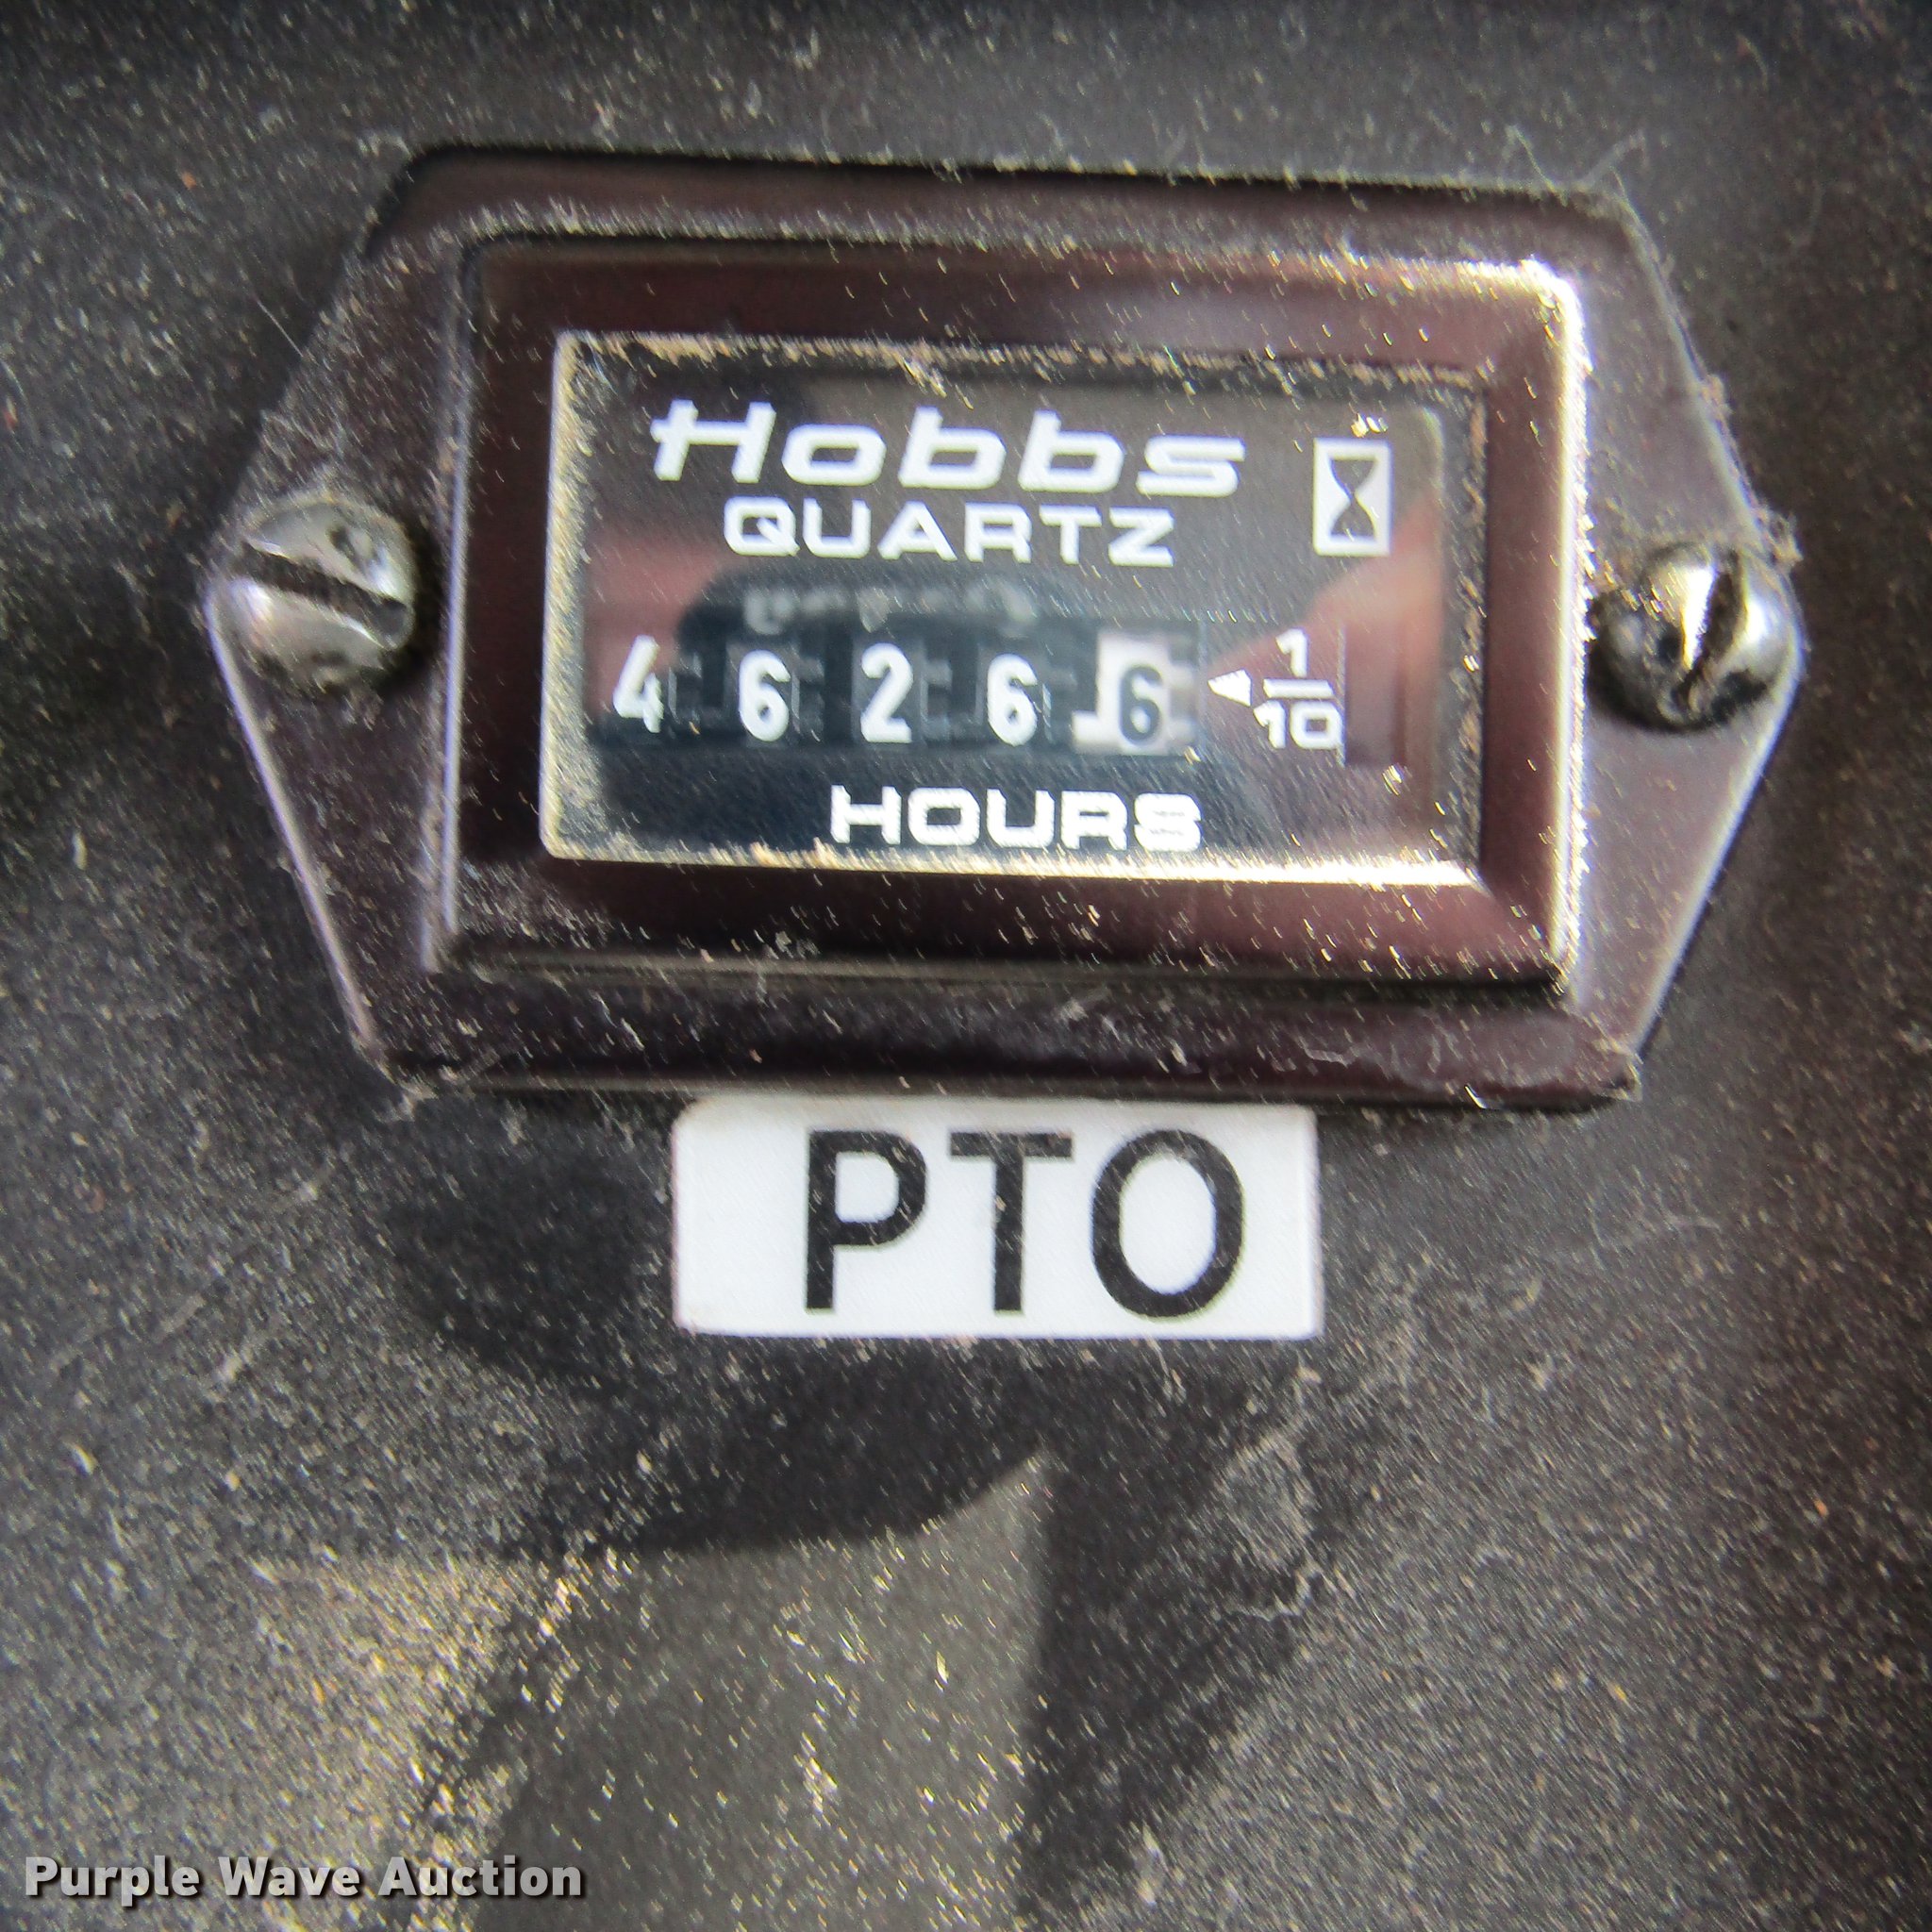 Hobbs
QUARTZ
4 6 2 6 6 1/10
HOURS
PTO
Purple Wave Auction